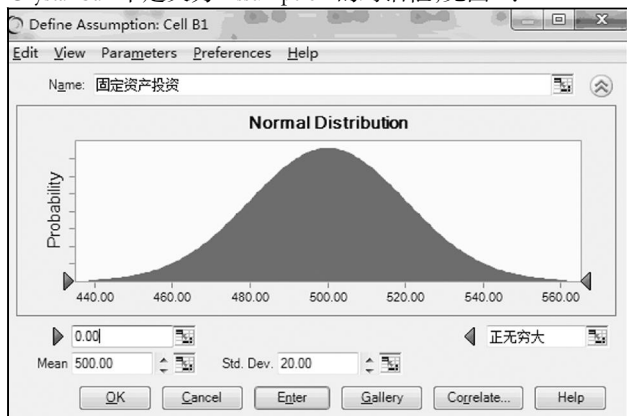 Define Assumption: Cell B1
Edit View Parameters Preferences Help
Name: 固定资产投资
Normal Distribution
Probability
440.00 460.00 480.00 500.00 520.00 540.00 560.00
0.00 正无穷大
Mean 500.00 Std. Dev. 20.00
OK Cancel Enter Gallery Correlate... Help